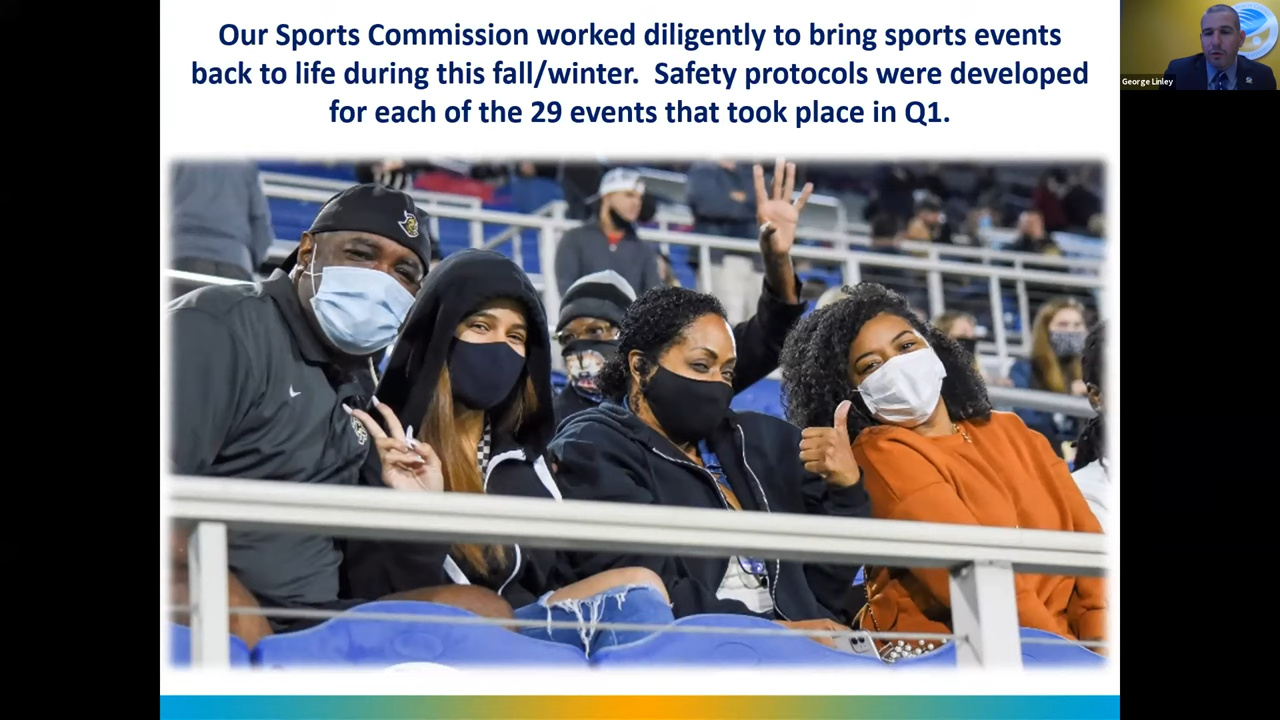 Our Sports Commission worked diligently to bring sports events
back to life during this fall/winter. Safety protocols were developed
for each of the 29 events that took place in Q1.
George Linley